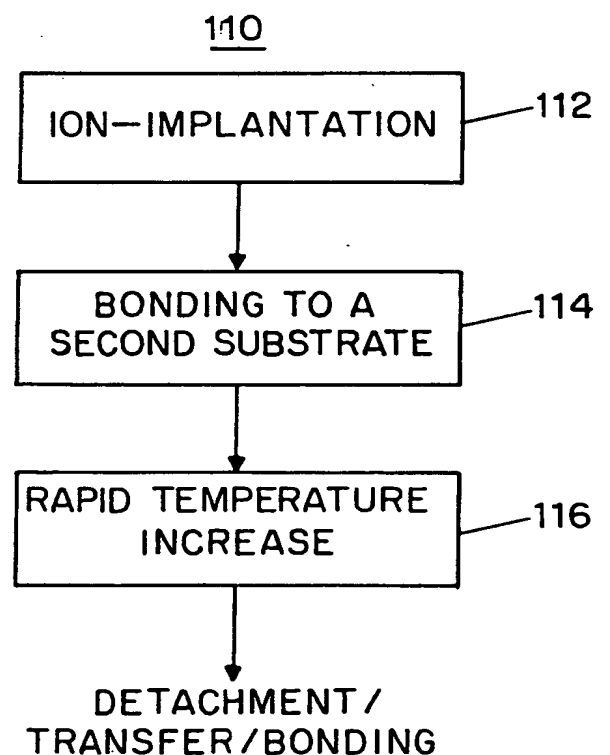 110
ION-IMPLANTATION
112
BONDING TO A
SECOND SUBSTRATE
114
RAPID TEMPERATURE
INCREASE
116
DETACHMENT/
TRANSFER/BONDING